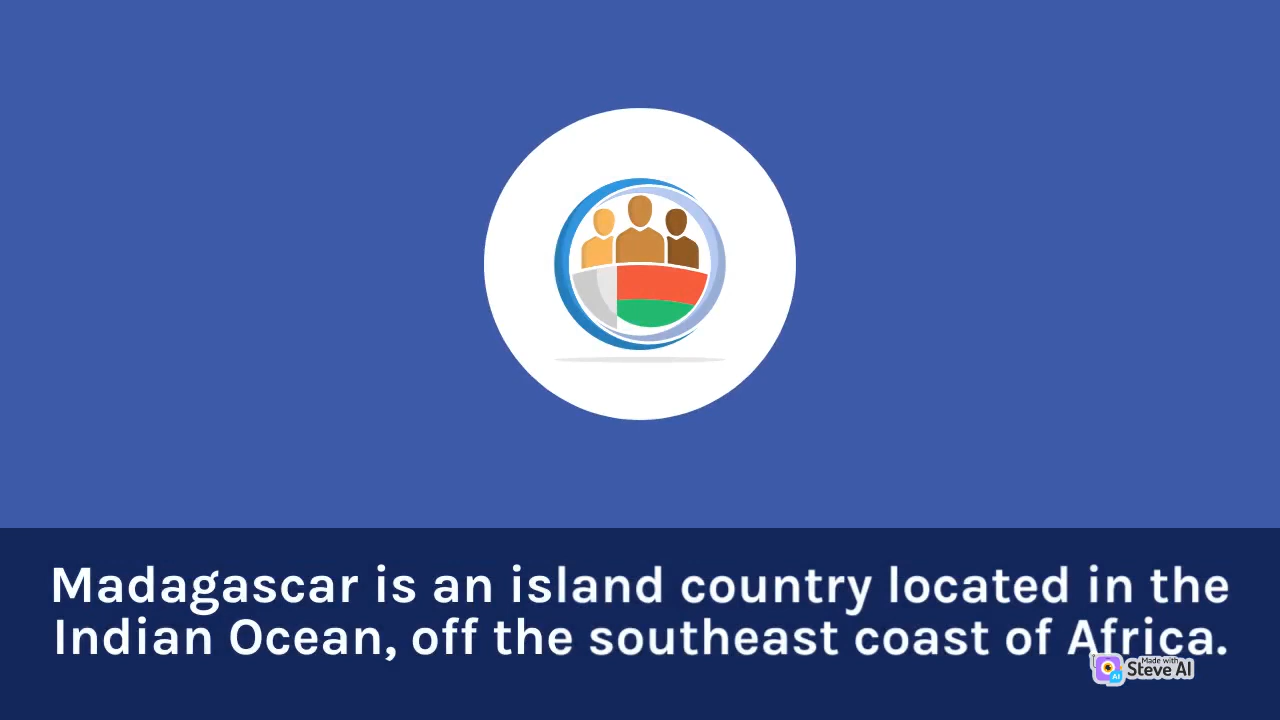 Madagascar is an island country located in the
Indian Ocean, off the southeast coast of Africa.
Made with
Steve AI
AI